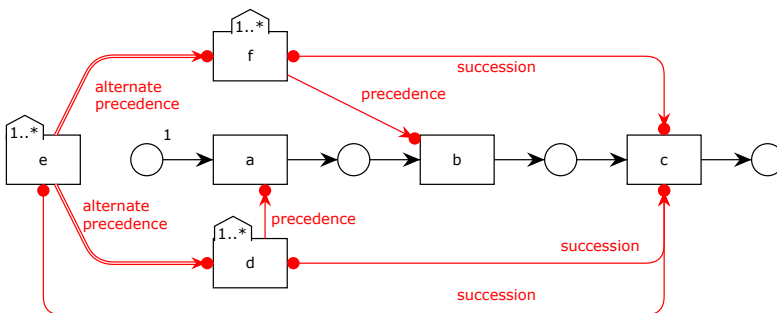 1..*
f
succession
alternate
precedence
precedence
1..*
e
1
a
b
c
alternate
precedence
precedence
1..*
d
succession
succession